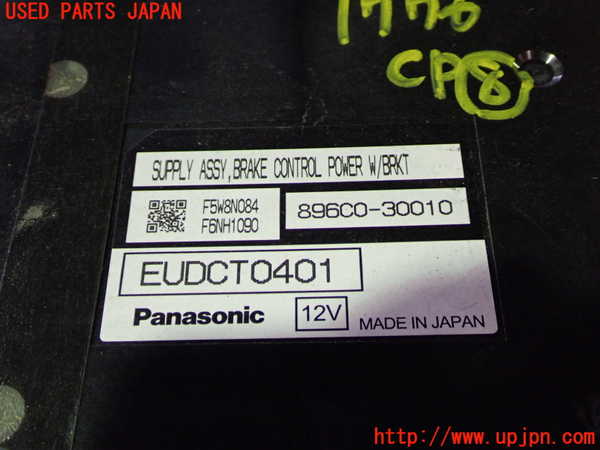 USED PARTS JAPAN
1776
CP⑧
SUPPLY ASSY, BRAKE CONTROL POWER W/BRKT
F5W8N084
F6NH1090
896C0-30010
EUDCT0401
Panasonic
12V
MADE IN JAPAN
http://www.upjpn.com/